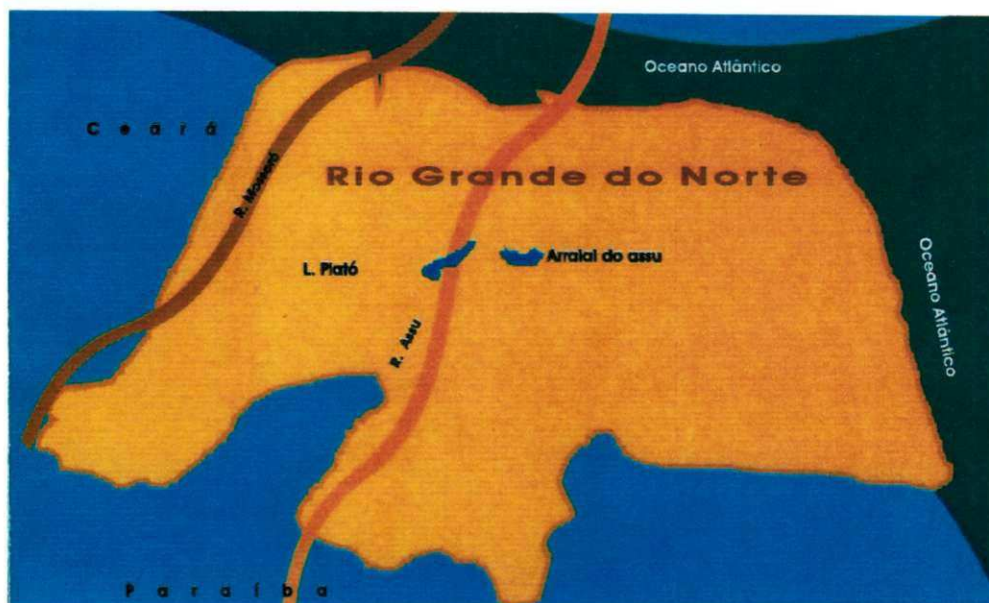 Oceano Atlântico
Ceará
Rio Grande do Norte
R. Mossoró
L. Piató
Arraial do assu
Oceano Atlântico
R. Assu
Paraíba